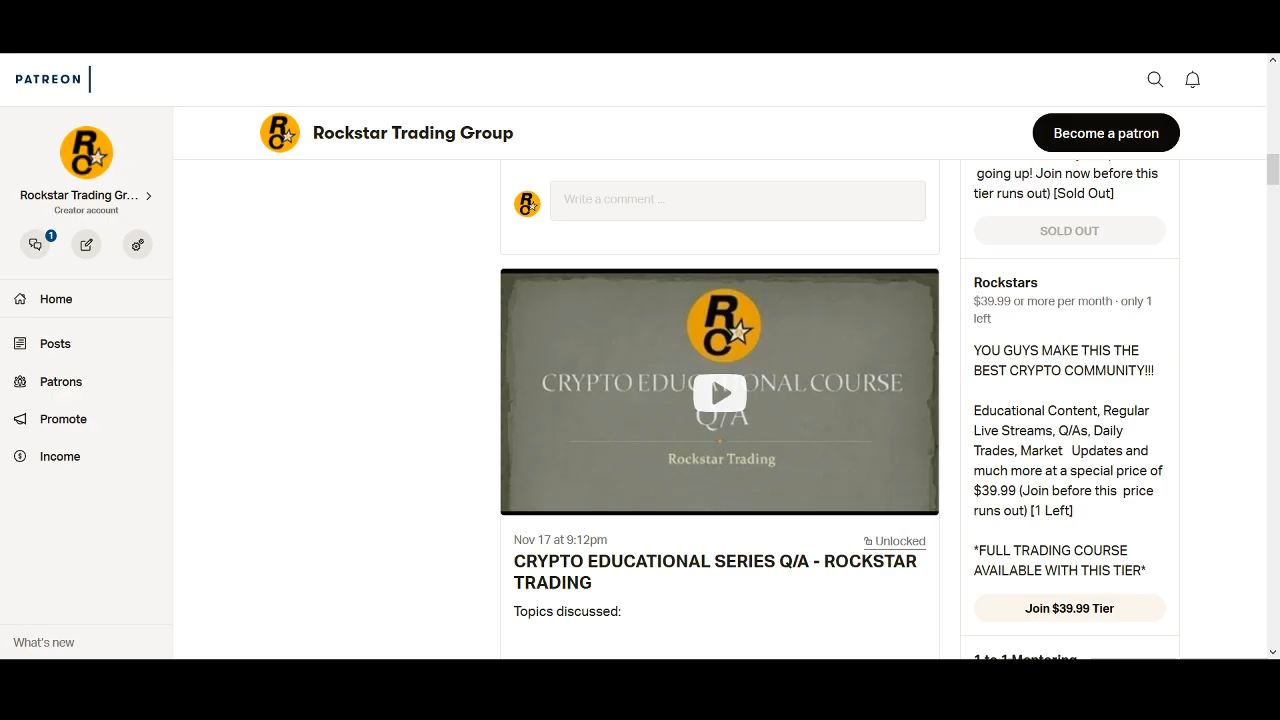 PATREON
Rockstar Trading Group
Become a patron
Rockstar Trading Gr...
Creator account
1
Home
Posts
Patrons
Promote
Income
What's new
Write a comment ...
RC
CRYPTO EDUCATIONAL COURSE
Q/A
Rockstar Trading
Nov 17 at 9:12pm
Unlocked
CRYPTO EDUCATIONAL SERIES Q/A - ROCKSTAR
TRADING
Topics discussed:
going up! Join now before this
tier runs out) [Sold Out]
SOLD OUT
Rockstars
$39.99 or more per month · only 1
left
YOU GUYS MAKE THIS THE
BEST CRYPTO COMMUNITY!!!
Educational Content, Regular
Live Streams, Q/As, Daily
Trades, Market Updates and
much more at a special price of
$39.99 (Join before this price
runs out) [1 Left]
*FULL TRADING COURSE
AVAILABLE WITH THIS TIER*
Join $39.99 Tier
1 to 1 Mentoring